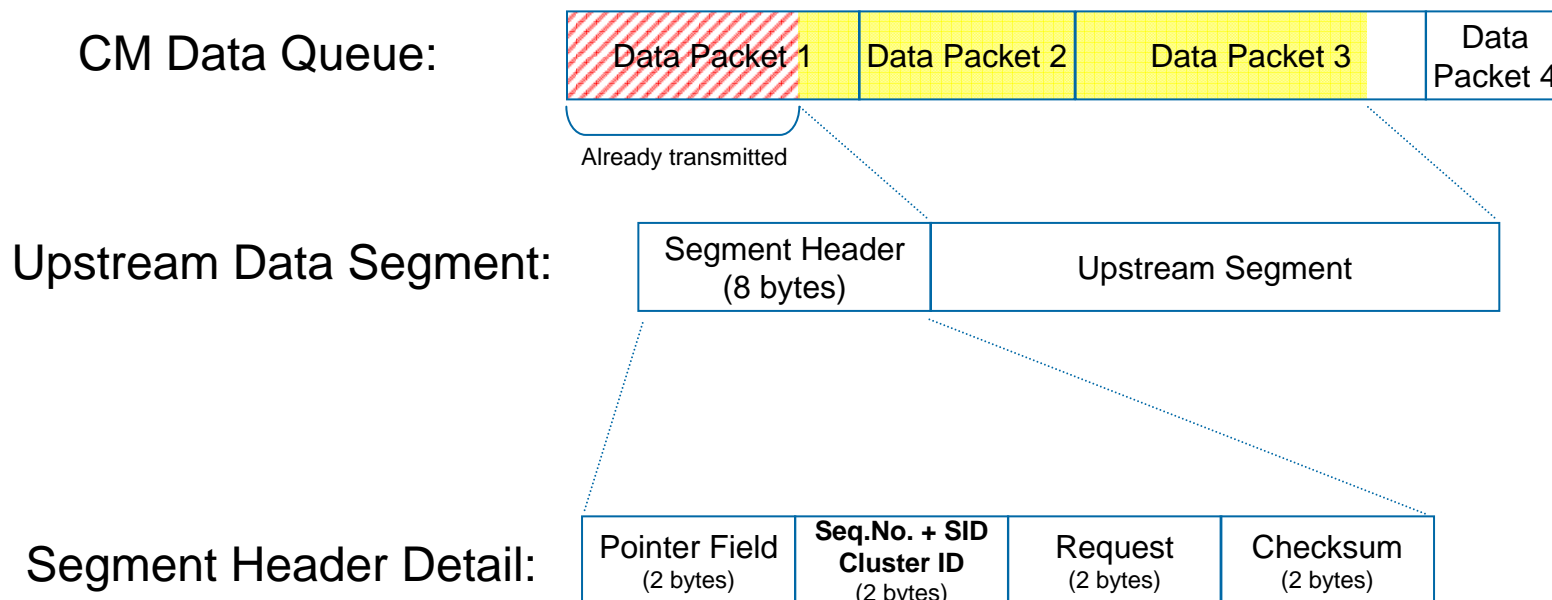 CM Data Queue:
Data Packet 1
Data Packet 2
Data Packet 3
Data
Packet 4
Already transmitted
Upstream Data Segment:
Segment Header
(8 bytes)
Upstream Segment
Segment Header Detail:
Pointer Field
(2 bytes)
Seq.No. + SID
Cluster ID
(2 bytes)
Request
(2 bytes)
Checksum
(2 bytes)